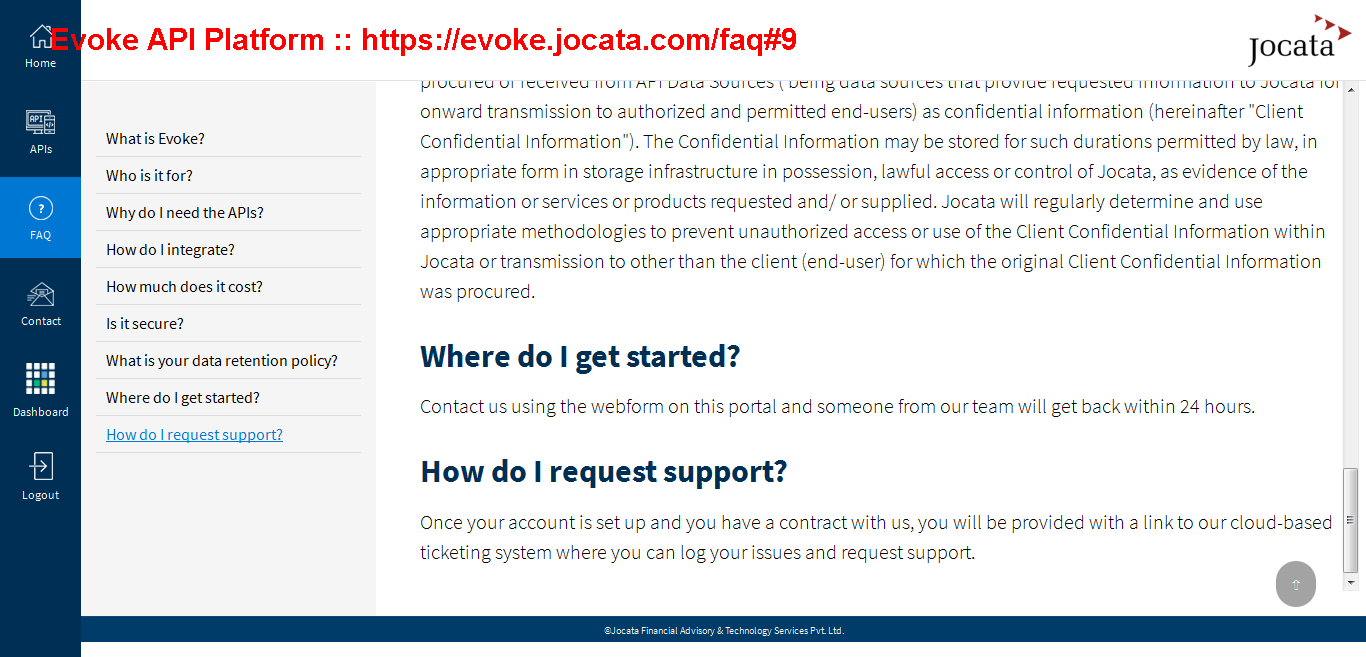 Evoke API Platform :: https://evoke.jocata.com/faq#9
Jocata
Home
API
APIs
?
FAQ
Contact
Dashboard
Logout
What is Evoke?
Who is it for?
Why do I need the APIs?
How do I integrate?
How much does it cost?
Is it secure?
What is your data retention policy?
Where do I get started?
How do I request support?
procured or received from API Data Sources ( being data sources that provide requested information to Jocata for
onward transmission to authorized and permitted end-users) as confidential information (hereinafter "Client
Confidential Information"). The Confidential Information may be stored for such durations permitted by law, in
appropriate form in storage infrastructure in possession, lawful access or control of Jocata, as evidence of the
information or services or products requested and/ or supplied. Jocata will regularly determine and use
appropriate methodologies to prevent unauthorized access or use of the Client Confidential Information within
Jocata or transmission to other than the client (end-user) for which the original Client Confidential Information
was procured.
Where do I get started?
Contact us using the webform on this portal and someone from our team will get back within 24 hours.
How do I request support?
Once your account is set up and you have a contract with us, you will be provided with a link to our cloud-based
ticketing system where you can log your issues and request support.
⇧
©Jocata Financial Advisory & Technology Services Pvt. Ltd.